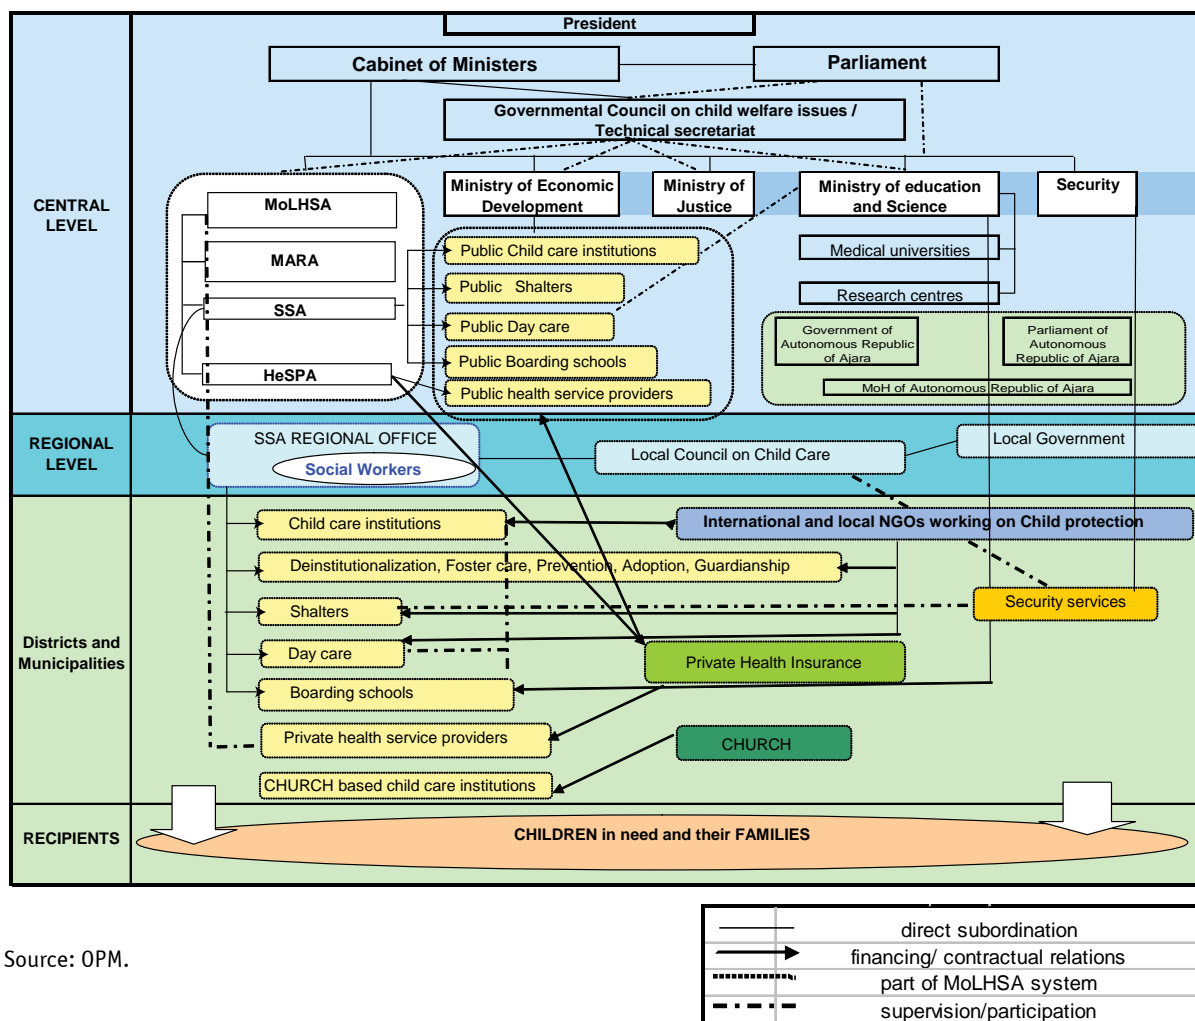 President
Cabinet of Ministers
Parliament
Governmental Council on child welfare issues /
Technical secretariat
CENTRAL
LEVEL
MoLHSA
MARA
SSA
HeSPA
Ministry of Economic
Development
Ministry of
Justice
Ministry of education
and Science
Security
Public Child care institutions
Public Shalters
Public Day care
Public Boarding schools
Public health service providers
Medical universities
Research centres
Government of
Autonomous Republic
of Ajara
Parliament of
Autonomous
Republic of Ajara
MoH of Autonomous Republic of Ajara
REGIONAL
LEVEL
SSA REGIONAL OFFICE
Social Workers
Local Council on Child Care
Local Government
Districts and
Municipalities
Child care institutions
International and local NGOs working on Child protection
Deinstitutionalization, Foster care, Prevention, Adoption, Guardianship
Shalters
Security services
Day care
Private Health Insurance
Boarding schools
Private health service providers
CHURCH
CHURCH based child care institutions
RECIPIENTS
CHILDREN in need and their FAMILIES
direct subordination
financing/ contractual relations
part of MoLHSA system
supervision/participation
Source: OPM.